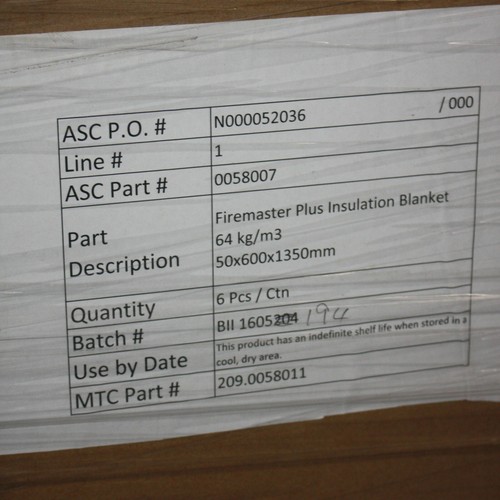 ASC P.O. # N000052036 / 000
Line # 1
ASC Part # 0058007
Part Description Firemaster Plus Insulation Blanket
64 kg/m3
50x600x1350mm
Quantity 6 Pcs / Ctn
Batch # BII 1605204
Use by Date This product has an indefinite shelf life when stored in a
cool, dry area.
MTC Part # 209.0058011